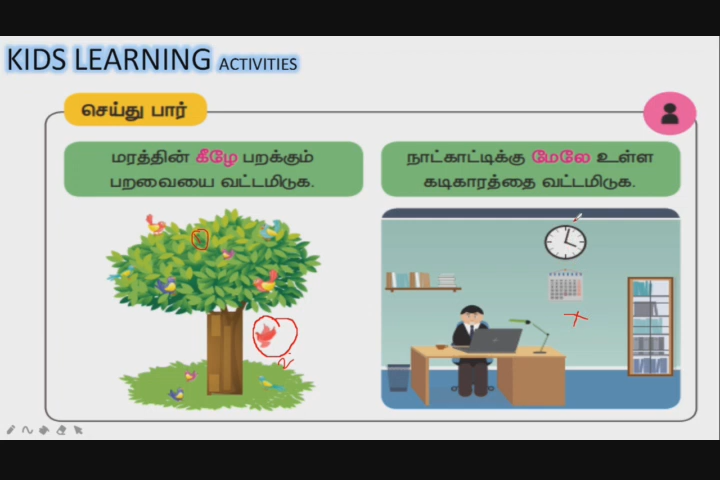 KIDS LEARNING ACTIVITIES
செய்து பார்
மரத்தின் கீழே பறக்கும்
பறவையை வட்டமிடுக.
நாட்காட்டிக்கு மேலே உள்ள
கடிகாரத்தை வட்டமிடுக.